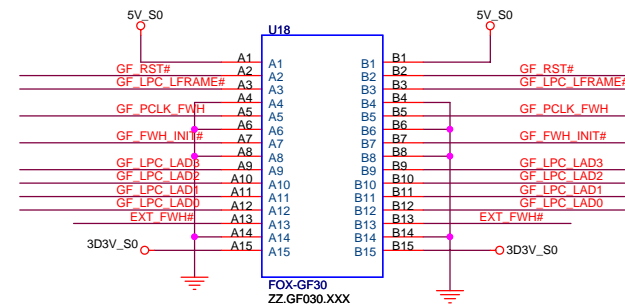 5V_S0 5V_S0
U18
A1 A1 B1 B1
GF_RST# A2 A2 B2 B2 GF_RST#
GF_LPC_LFRAME# A3 A3 B3 B3 GF_LPC_LFRAME#
A4 A4 B4 B4
GF_PCLK_FWH A5 A5 B5 B5 GF_PCLK_FWH
A6 A6 B6 B6
GF_FWH_INIT# A7 A7 B7 B7 GF_FWH_INIT#
A8 A8 B8 B8
GF_LPC_LAD3 A9 A9 B9 B9 GF_LPC_LAD3
GF_LPC_LAD2 A10 A10 B10 B10 GF_LPC_LAD2
GF_LPC_LAD1 A11 A11 B11 B11 GF_LPC_LAD1
GF_LPC_LAD0 A12 A12 B12 B12 GF_LPC_LAD0
EXT_FWH# A13 A13 B13 B13 EXT_FWH#
A14 A14 B14 B14
3D3V_S0 A15 A15 B15 B15 3D3V_S0
FOX-GF30
ZZ.GF030.XXX